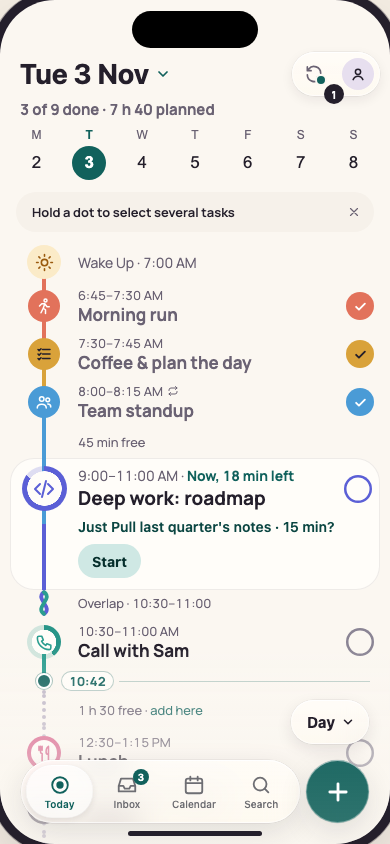 Tue 3 Nov
1
3 of 9 done · 7 h 40 planned
M T W T F S S
2 3 4 5 6 7 8
Hold a dot to select several tasks
Wake Up · 7:00 AM
6:45–7:30 AM
Morning run
7:30–7:45 AM
Coffee & plan the day
8:00–8:15 AM
Team standup
45 min free
9:00–11:00 AM · Now, 18 min left
Deep work: roadmap
Just Pull last quarter's notes · 15 min?
Start
Overlap · 10:30–11:00
10:30–11:00 AM
Call with Sam
10:42
1 h 30 free · add here
Day
12:30–1:15 PM
Lunch
3
Today Inbox Calendar Search